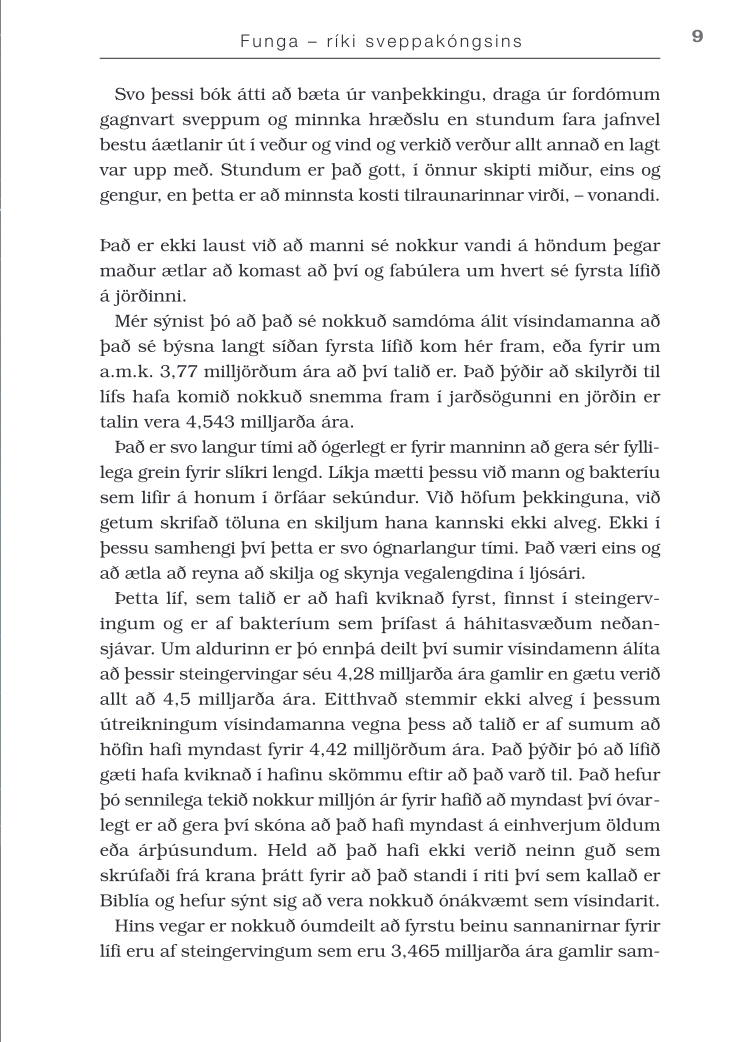 Funga – ríki sveppakóngsins
9
Svo þessi bók átti að bæta úr vanþekkingu, draga úr fordómum
gagnvart sveppum og minnka hræðslu en stundum fara jafnvel
bestu áætlanir út í veður og vind og verkið verður allt annað en lagt
var upp með. Stundum er það gott, í önnur skipti miður, eins og
gengur, en þetta er að minnsta kosti tilraunarinnar virði, – vonandi.
Það er ekki laust við að manni sé nokkur vandi á höndum þegar
maður ætlar að komast að því og fabúlera um hvert sé fyrsta lífið
á jörðinni.
Mér sýnist þó að það sé nokkuð samdóma álit vísindamanna að
það sé býsna langt síðan fyrsta lífið kom hér fram, eða fyrir um
a.m.k. 3,77 milljörðum ára að því talið er. Það þýðir að skilyrði til
lífs hafa komið nokkuð snemma fram í jarðsögunni en jörðin er
talin vera 4,543 milljarða ára.
Það er svo langur tími að ógerlegt er fyrir manninn að gera sér fylli-
lega grein fyrir slíkri lengd. Líkja mætti þessu við mann og bakteríu
sem lifir á honum í örfáar sekúndur. Við höfum þekkinguna, við
getum skrifað töluna en skiljum hana kannski ekki alveg. Ekki í
þessu samhengi því þetta er svo ógnarlangur tími. Það væri eins og
að ætla að reyna að skilja og skynja vegalengdina í ljósári.
Þetta líf, sem talið er að hafi kviknað fyrst, finnst í steingerv-
ingum og er af bakteríum sem þrífast á háhitasvæðum neðan-
sjávar. Um aldurinn er þó ennþá deilt því sumir vísindamenn álíta
að þessir steingervingar séu 4,28 milljarða ára gamlir en gætu verið
allt að 4,5 milljarða ára. Eitthvað stemmir ekki alveg í þessum
útreikningum vísindamanna vegna þess að talið er af sumum að
höfin hafi myndast fyrir 4,42 milljörðum ára. Það þýðir þó að lífið
gæti hafa kviknað í hafinu skömmu eftir að það varð til. Það hefur
þó sennilega tekið nokkur milljón ár fyrir hafið að myndast því óvar-
legt er að gera því skóna að það hafi myndast á einhverjum öldum
eða árþúsundum. Held að það hafi ekki verið neinn guð sem
skrúfaði frá krana þrátt fyrir að það standi í riti því sem kallað er
Biblía og hefur sýnt sig að vera nokkuð ónákvæmt sem vísindarit.
Hins vegar er nokkuð óumdeilt að fyrstu beinu sannanirnar fyrir
lífi eru af steingervingum sem eru 3,465 milljarða ára gamlir sam-